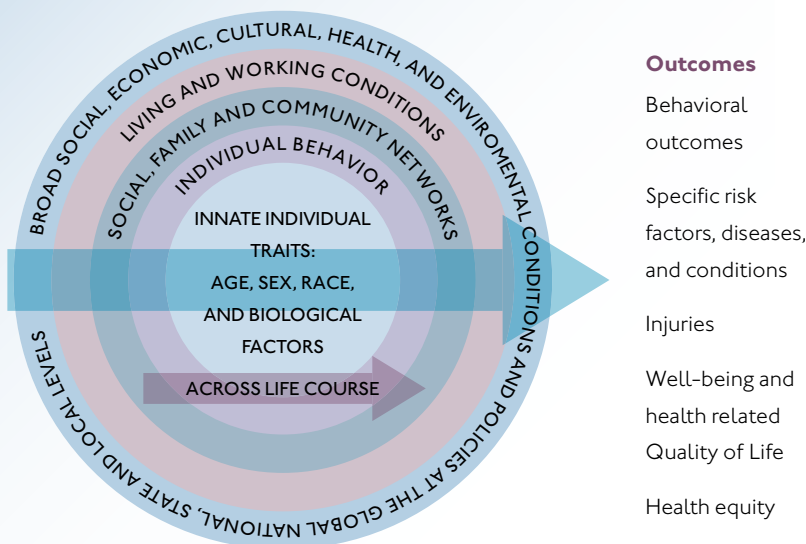 BROAD SOCIAL, ECONOMIC, CULTURAL, HEALTH, AND ENVIROMENTAL CONDITIONS AND POLICIES AT THE GLOBAL NATIONAL, STATE AND LOCAL LEVELS
LIVING AND WORKING CONDITIONS
SOCIAL, FAMILY AND COMMUNITY NETWORKS
INDIVIDUAL BEHAVIOR
INNATE INDIVIDUAL
TRAITS:
AGE, SEX, RACE,
AND BIOLOGICAL
FACTORS
ACROSS LIFE COURSE
Outcomes
Behavioral
outcomes
Specific risk
factors, diseases,
and conditions
Injuries
Well-being and
health related
Quality of Life
Health equity